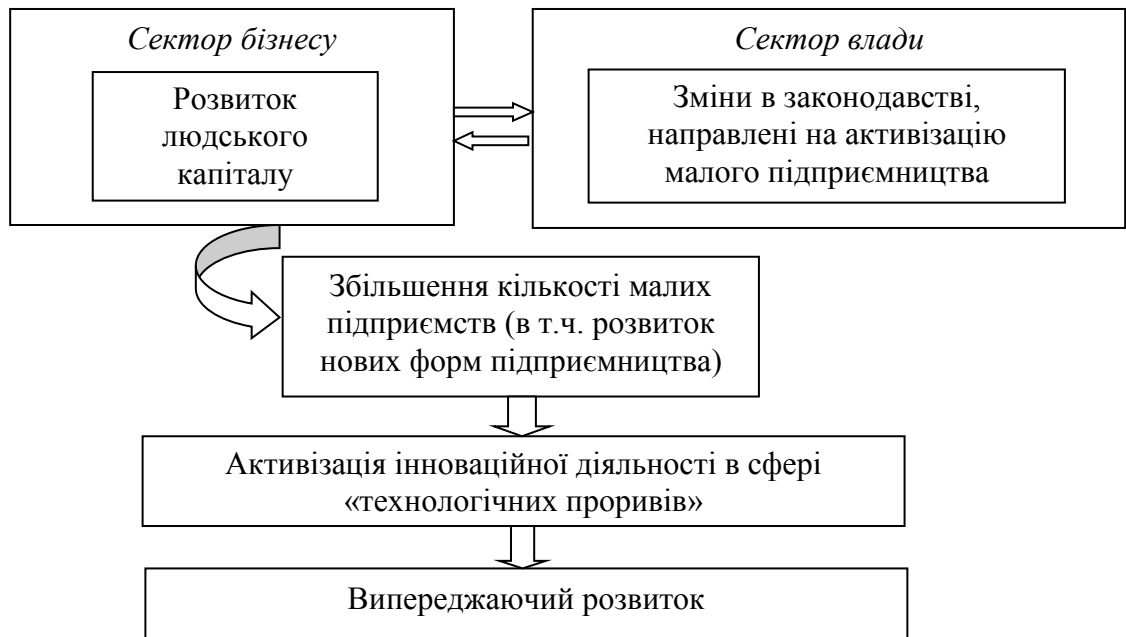 Сектор бізнесу
Розвиток
людського
капіталу
Сектор влади
Зміни в законодавстві,
направлені на активізацію
малого підприємництва
Збільшення кількості малих
підприємств (в т.ч. розвиток
нових форм підприємництва)
Активізація інноваційної діяльності в сфері
«технологічних проривів»
Випереджаючий розвиток